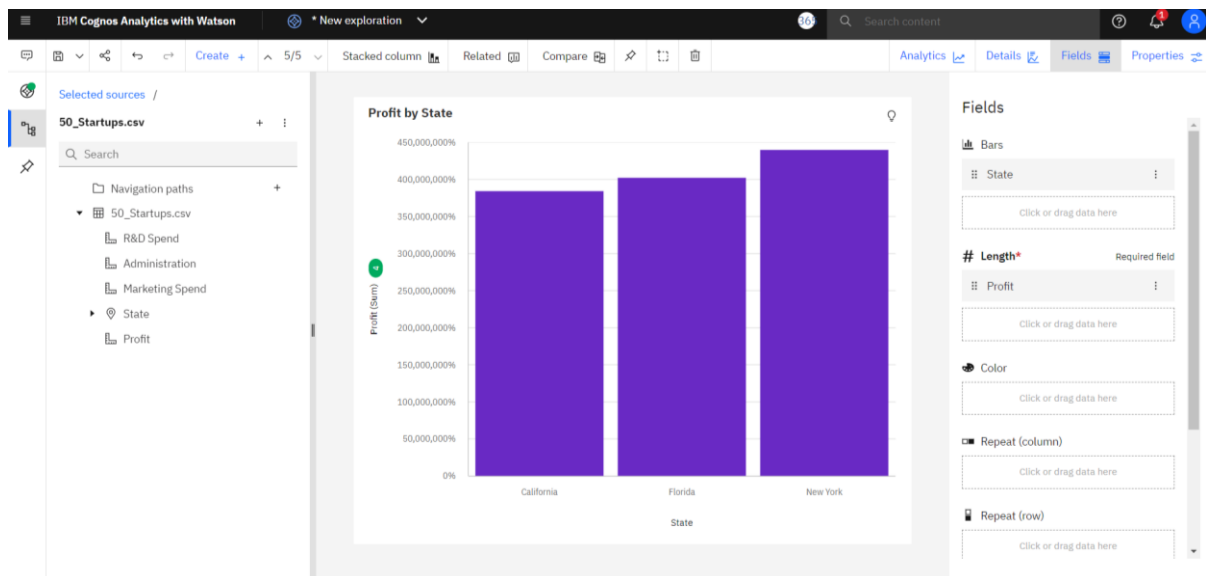 IBM Cognos Analytics with Watson
* New exploration
Search content
1
Create +
5/5
Stacked column
Related
Compare
Analytics
Details
Fields
Properties
Selected sources /
50_Startups.csv
Search
Navigation paths
50_Startups.csv
R&D Spend
Administration
Marketing Spend
State
Profit
Profit by State
450,000,000%
400,000,000%
350,000,000%
300,000,000%
250,000,000%
200,000,000%
150,000,000%
100,000,000%
50,000,000%
0%
Profit (Sum)
California
Florida
New York
State
Fields
Bars
State
Click or drag data here
# Length*
Required field
Profit
Click or drag data here
Color
Click or drag data here
Repeat (column)
Click or drag data here
Repeat (row)
Click or drag data here